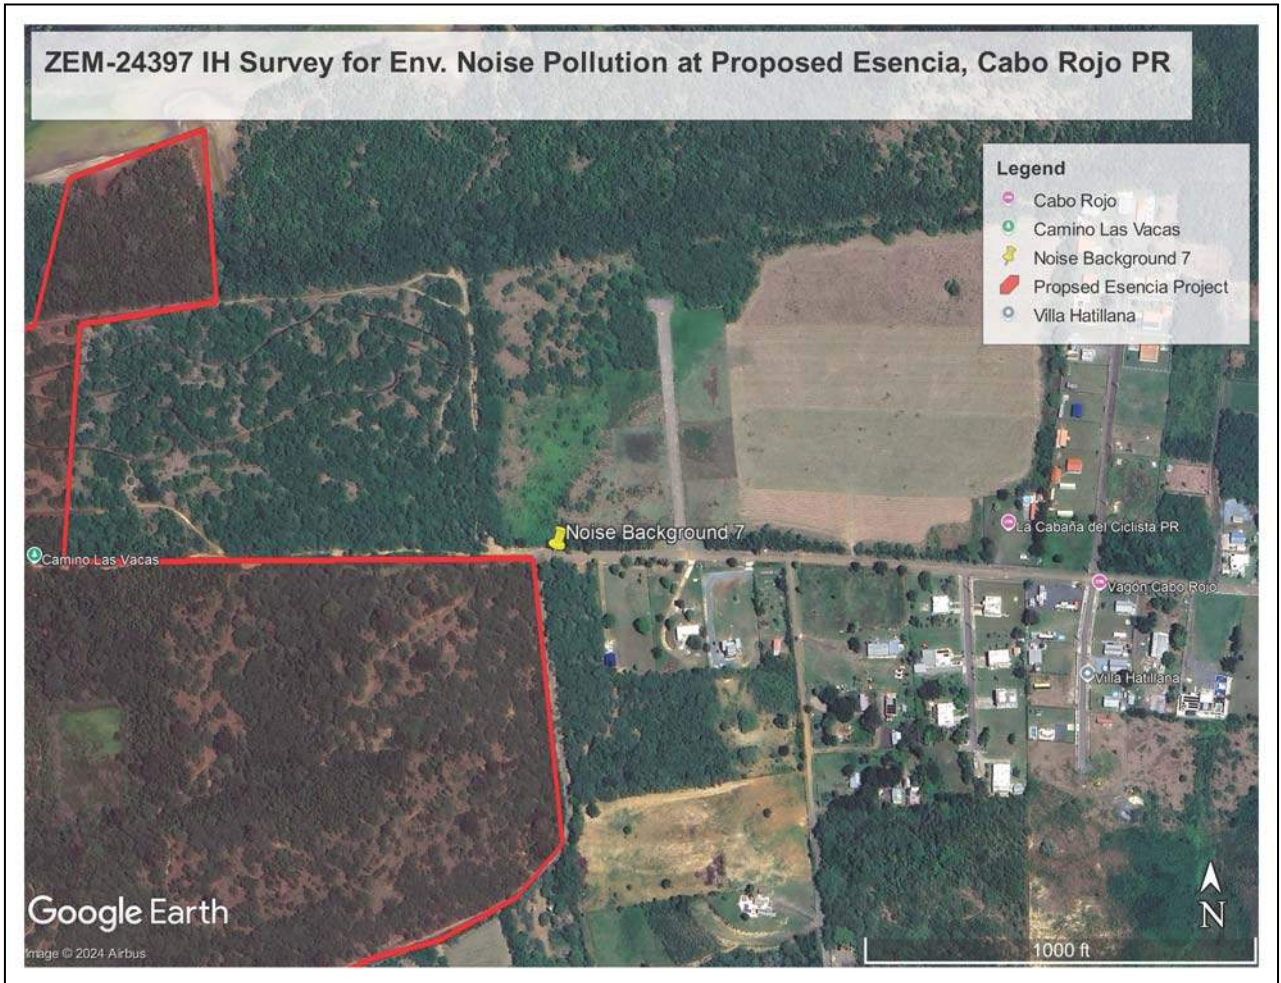 ZEM-24397 IH Survey for Env. Noise Pollution at Proposed Esencia, Cabo Rojo PR
Legend
Cabo Rojo
Camino Las Vacas
Noise Background 7
Propsed Esencia Project
Villa Hatillana
Noise Background 7
La Cabaña del Ciclista PR
Camino Las Vacas
Vagón Cabo Rojo
Villa Hatillana
Google Earth
Image © 2024 Airbus
N
1000 ft